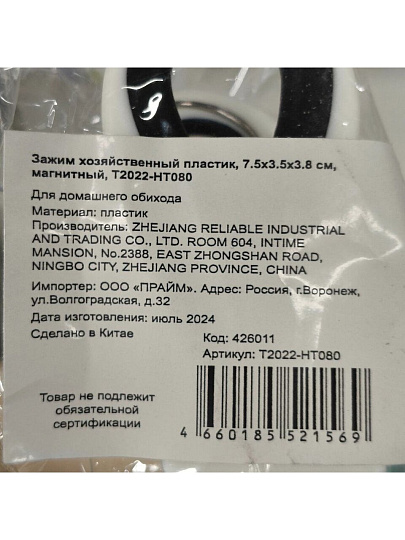 Зажим хозяйственный пластик, 7.5х3.5х3.8 см,
магнитный, T2022-HT080
Для домашнего обихода
Материал: пластик
Производитель: ZHEJIANG RELIABLE INDUSTRIAL
AND TRADING CO., LTD. ROOM 604, INTIME
MANSION, No.2388, EAST ZHONGSHAN ROAD,
NINGBO CITY, ZHEJIANG PROVINCE, CHINA
Импортер: ООО «ПРАЙМ». Адрес: Россия, г.Воронеж,
ул.Волгоградская, д.32
Дата изготовления: июль 2024
Сделано в Китае
Код: 426011
Артикул: T2022-HT080
Товар не подлежит
обязательной
сертификации
4 660185 521569